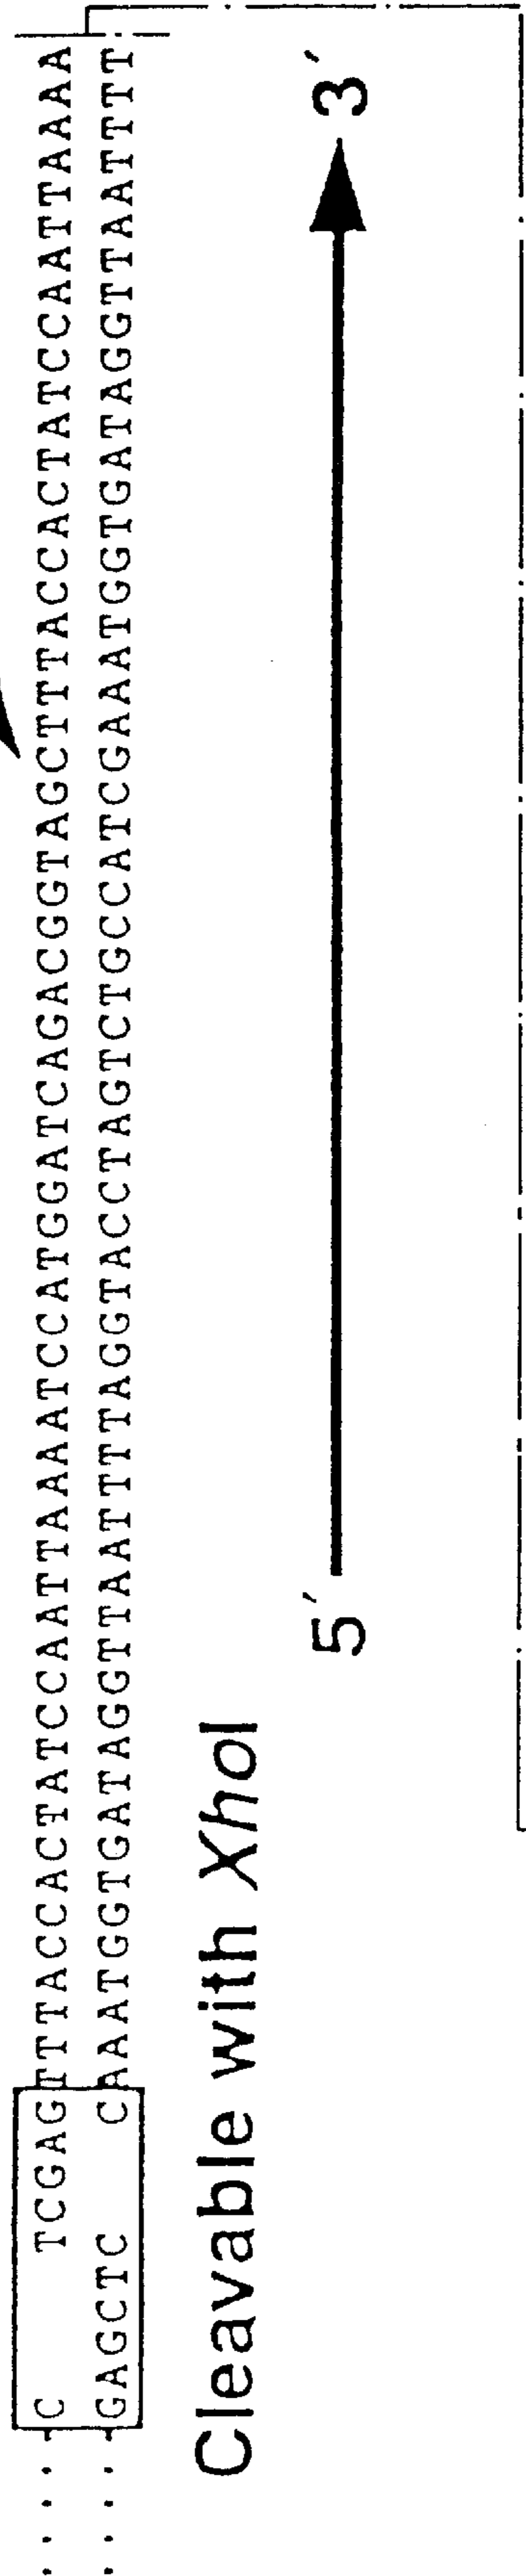 . . . . C TCGAGTTTACCACTATCCAATTAAAATCCATGGATCAGACGGTAGCTTTACCACTATCCAATTAAAA
. . . . GAGCTC CAAATGGTGATAGGTTAATTTTAGGTACCTAGTCTGCCATCGAAATGGTGATAGGTTAATTTT
Cleavable with XhoI
5´ 3´